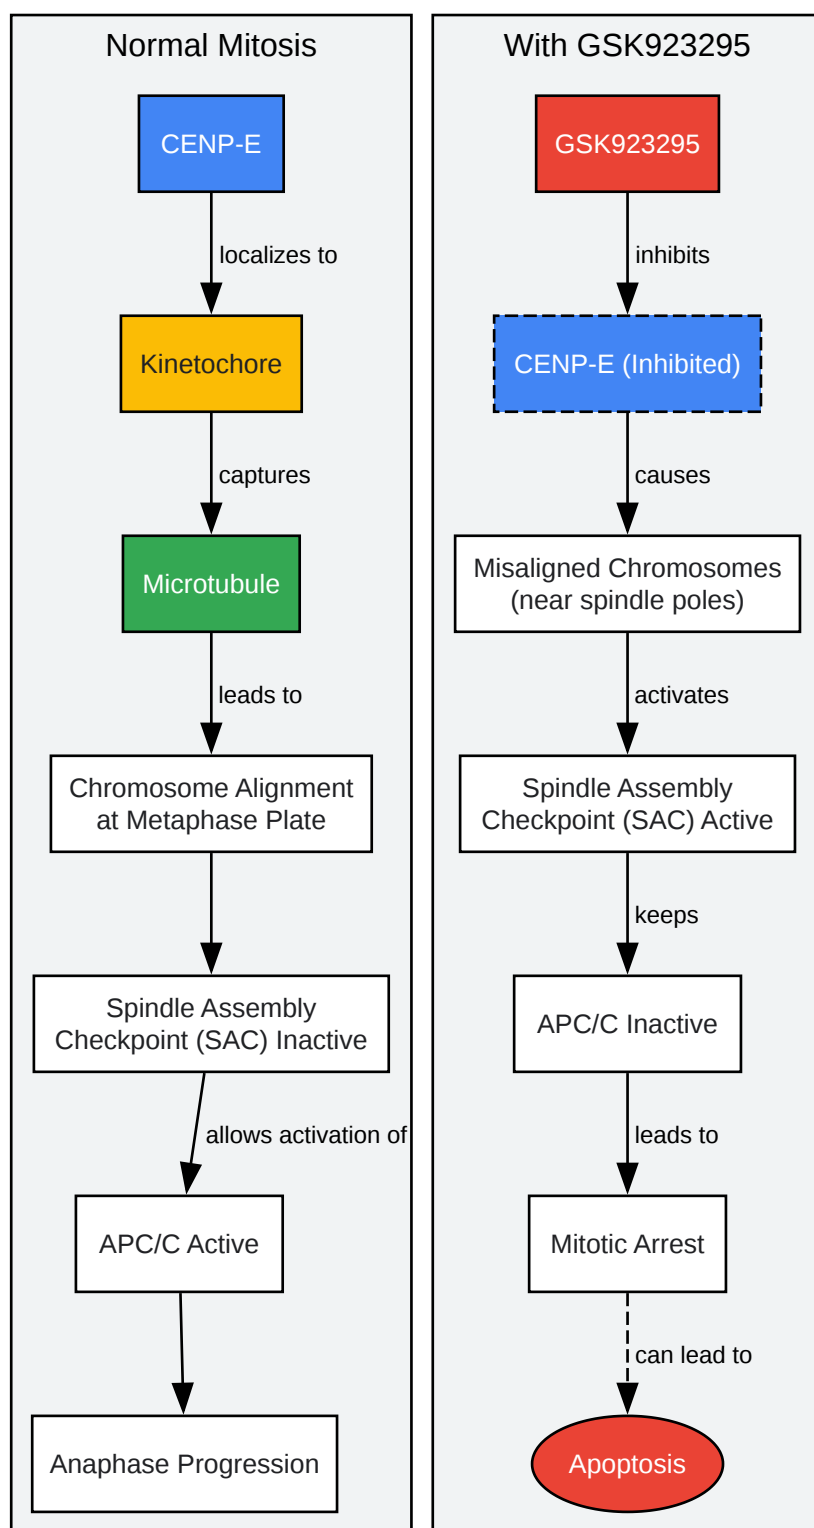 Normal Mitosis
CENP-E
localizes to
Kinetochore
captures
Microtubule
leads to
Chromosome Alignment
at Metaphase Plate
Spindle Assembly
Checkpoint (SAC) Inactive
allows activation of
APC/C Active
Anaphase Progression
With GSK923295
GSK923295
inhibits
CENP-E (Inhibited)
causes
Misaligned Chromosomes
(near spindle poles)
activates
Spindle Assembly
Checkpoint (SAC) Active
keeps
APC/C Inactive
leads to
Mitotic Arrest
can lead to
Apoptosis